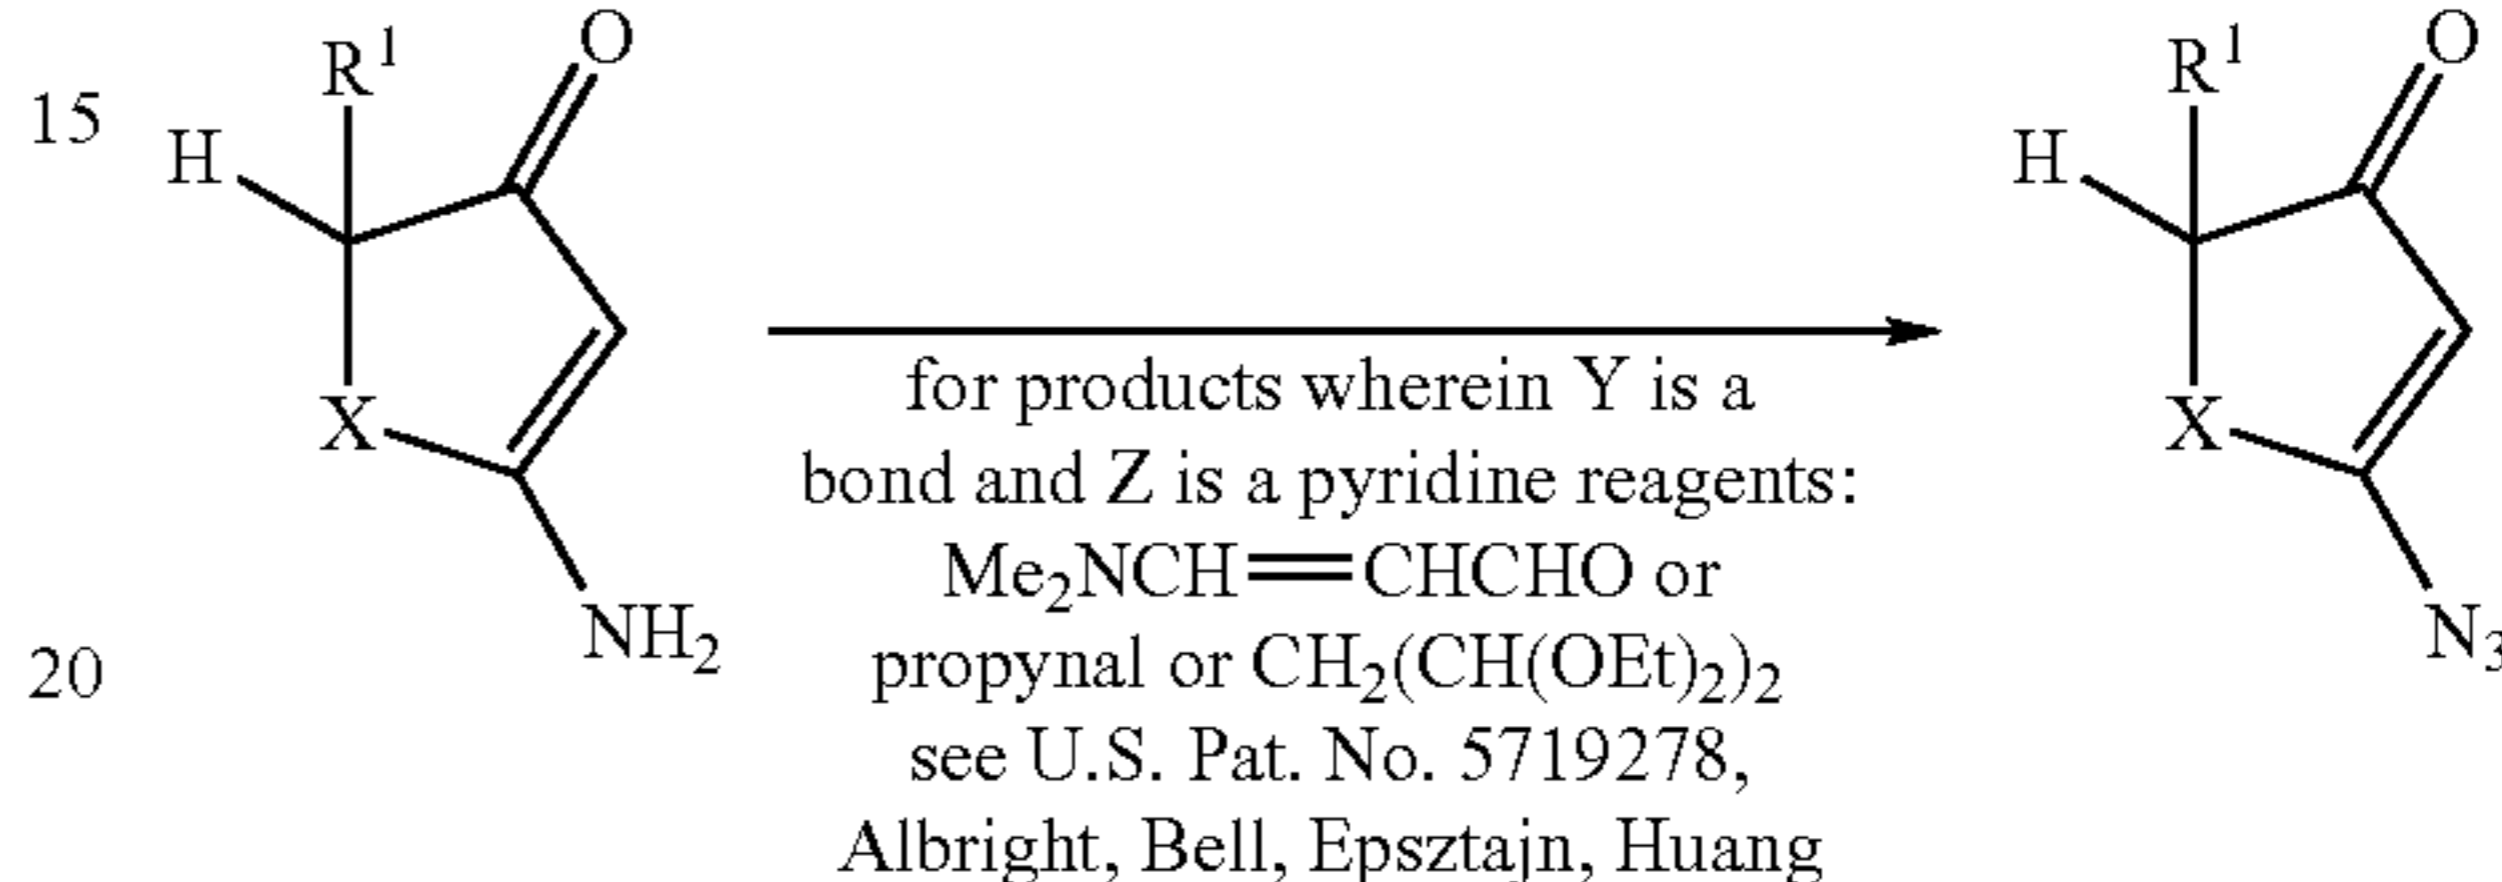 R¹ O R¹ O
15
H H
for products wherein Y is a
X X
bond and Z is a pyridine reagents:
Me₂NCH=CHCHO or
NH₂ N₃
20
propynal or CH₂(CH(OEt)₂)₂
see U.S. Pat. No. 5719278,
Albright, Bell, Epsztajn, Huang